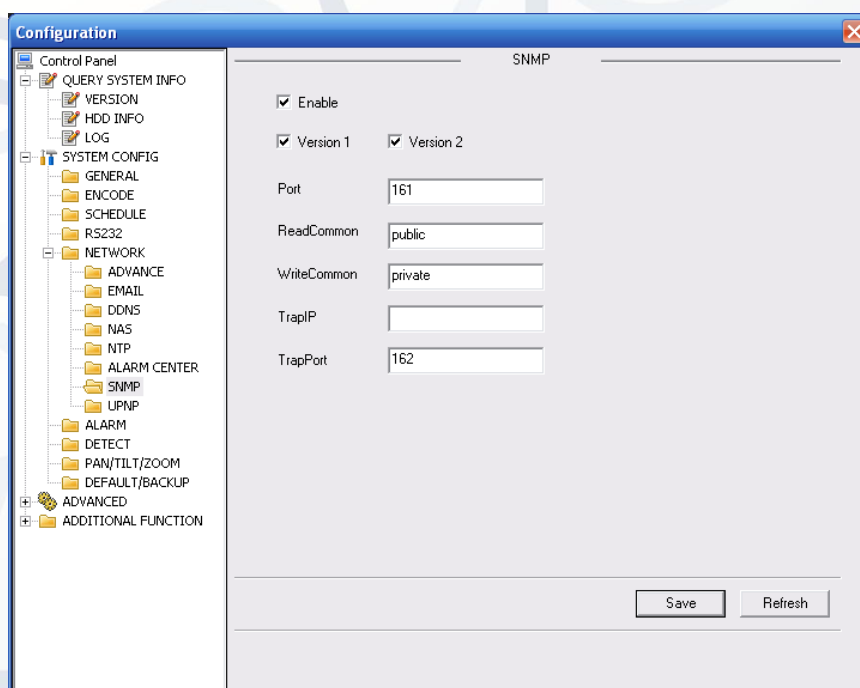 Configuration
Control Panel
QUERY SYSTEM INFO
VERSION
HDD INFO
LOG
SYSTEM CONFIG
GENERAL
ENCODE
SCHEDULE
RS232
NETWORK
ADVANCE
EMAIL
DDNS
NAS
NTP
ALARM CENTER
SNMP
UPNP
ALARM
DETECT
PAN/TILT/ZOOM
DEFAULT/BACKUP
ADVANCED
ADDITIONAL FUNCTION
SNMP
Enable
Version 1 Version 2
Port 161
ReadCommon public
WriteCommon private
TrapIP
TrapPort 162
Save Refresh